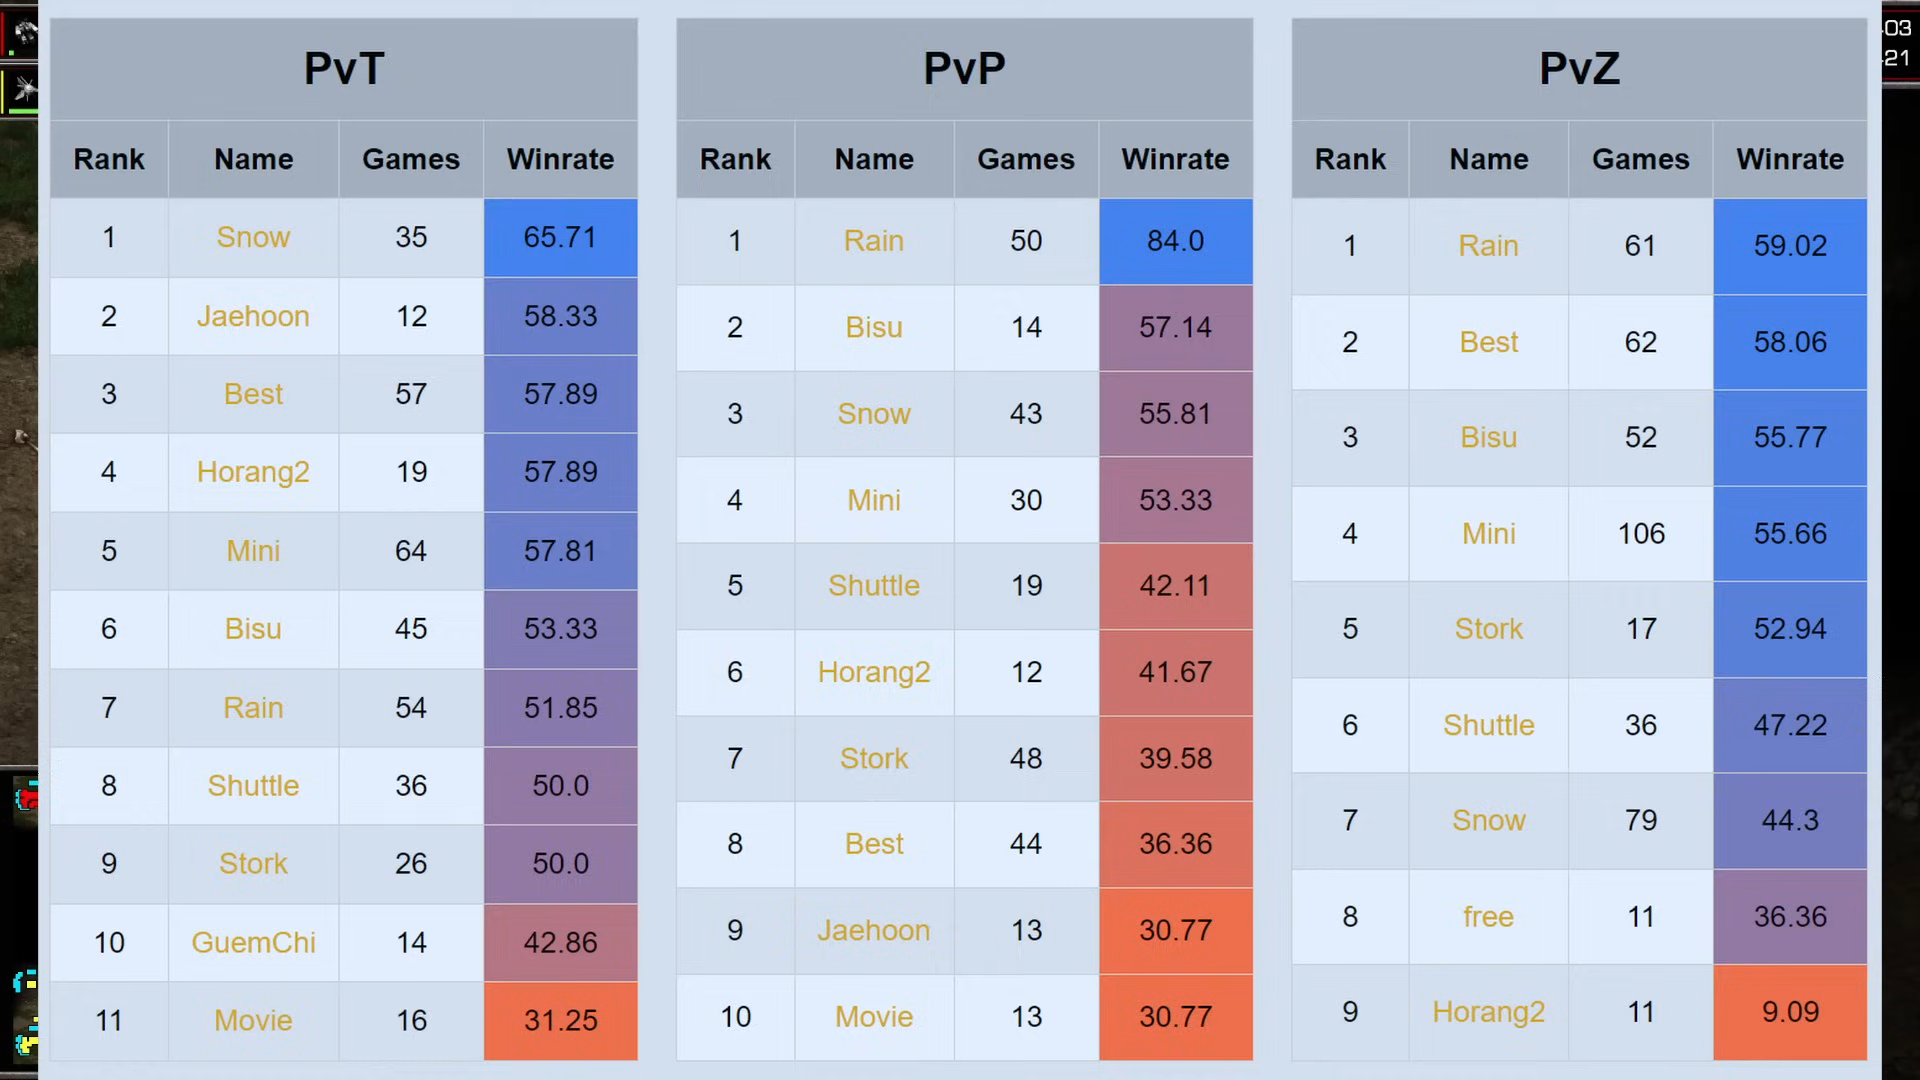 PvT
Rank Name Games Winrate
1 Snow 35 65.71
2 Jaehoon 12 58.33
3 Best 57 57.89
4 Horang2 19 57.89
5 Mini 64 57.81
6 Bisu 45 53.33
7 Rain 54 51.85
8 Shuttle 36 50.0
9 Stork 26 50.0
10 GuemChi 14 42.86
11 Movie 16 31.25
PvP
Rank Name Games Winrate
1 Rain 50 84.0
2 Bisu 14 57.14
3 Snow 43 55.81
4 Mini 30 53.33
5 Shuttle 19 42.11
6 Horang2 12 41.67
7 Stork 48 39.58
8 Best 44 36.36
9 Jaehoon 13 30.77
10 Movie 13 30.77
PvZ
Rank Name Games Winrate
1 Rain 61 59.02
2 Best 62 58.06
3 Bisu 52 55.77
4 Mini 106 55.66
5 Stork 17 52.94
6 Shuttle 36 47.22
7 Snow 79 44.3
8 free 11 36.36
9 Horang2 11 9.09
-03
-21